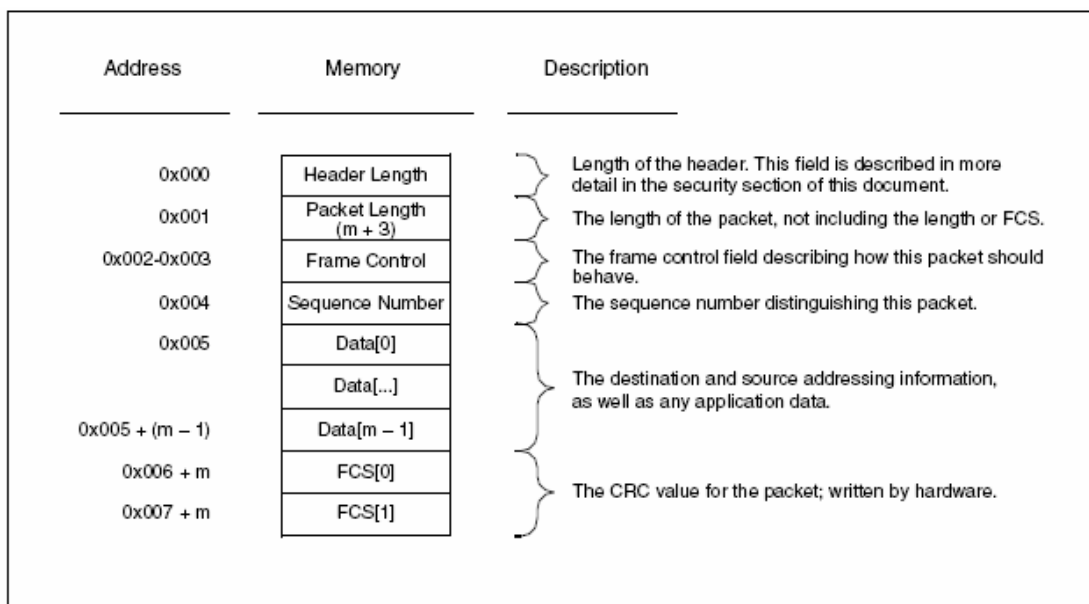 Address Memory Description
0x000 Header Length Length of the header. This field is described in more
detail in the security section of this document.
0x001 Packet Length
(m + 3) The length of the packet, not including the length or FCS.
0x002-0x003 Frame Control The frame control field describing how this packet should
behave.
Sequence Number The sequence number distinguishing this packet.
0x004
0x005 Data[0]
Data[...] The destination and source addressing information,
as well as any application data.
0x005 + (m – 1) Data[m – 1]
0x006 + m FCS[0]
The CRC value for the packet; written by hardware.
0x007 + m FCS[1]